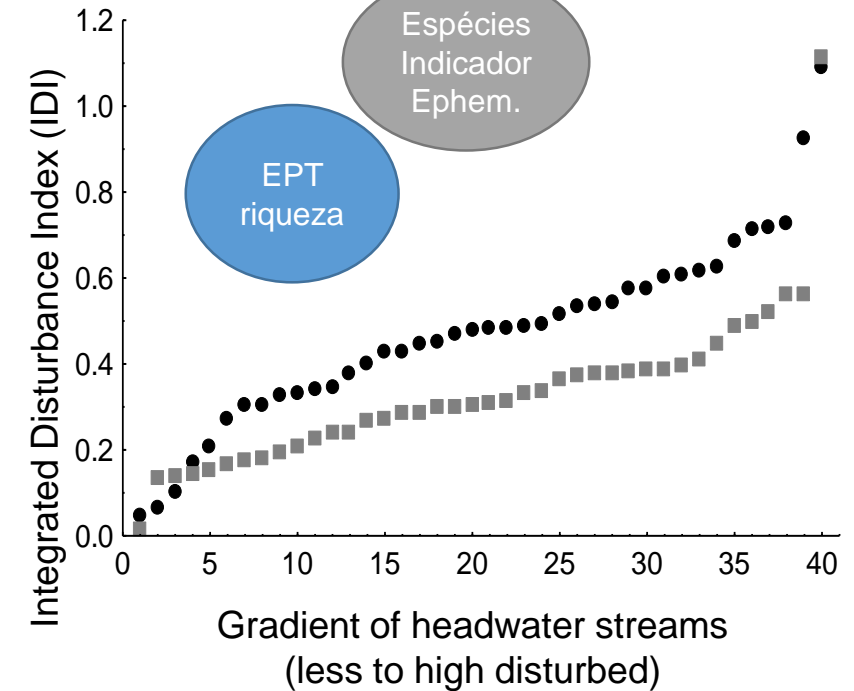 Espécies
Indicador
Ephem.
EPT
riqueza
Integrated Disturbance Index (IDI)
1.2
1.0
0.8
0.6
0.4
0.2
0.0
0 5 10 15 20 25 30 35 40
Gradient of headwater streams
(less to high disturbed)